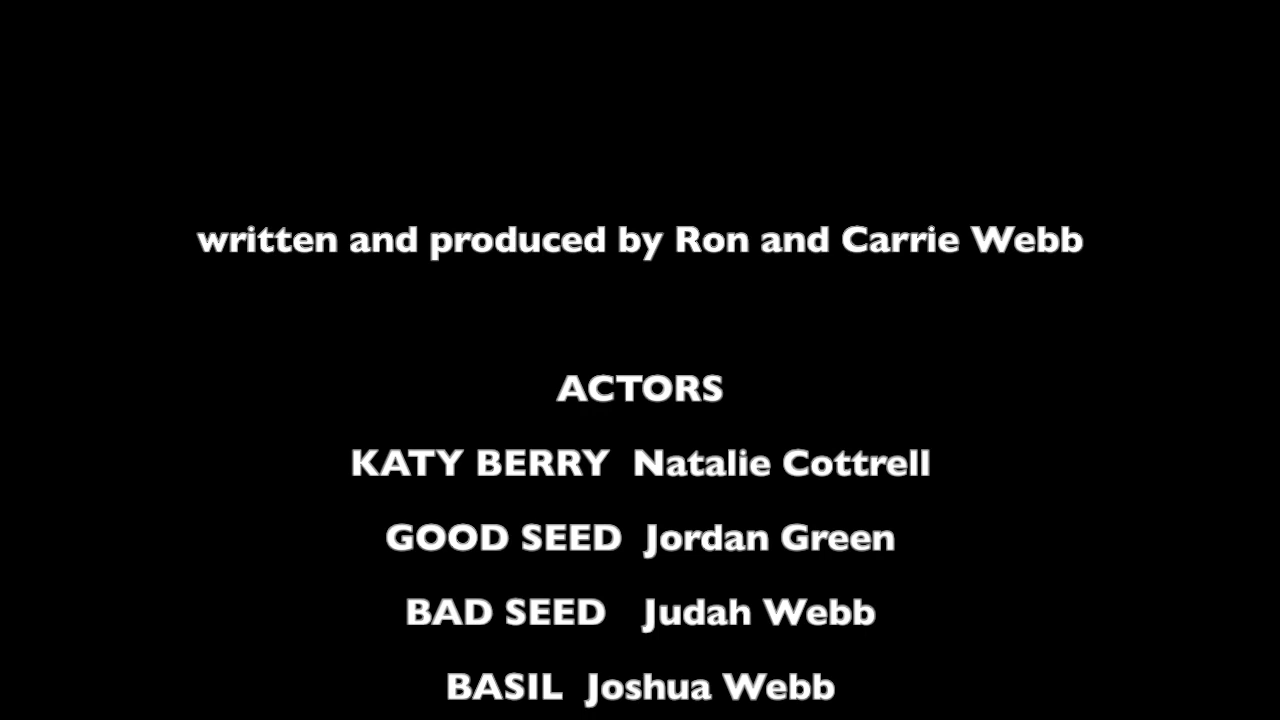 written and produced by Ron and Carrie Webb
ACTORS
KATY BERRY  Natalie Cottrell
GOOD SEED  Jordan Green
BAD SEED   Judah Webb
BASIL  Joshua Webb